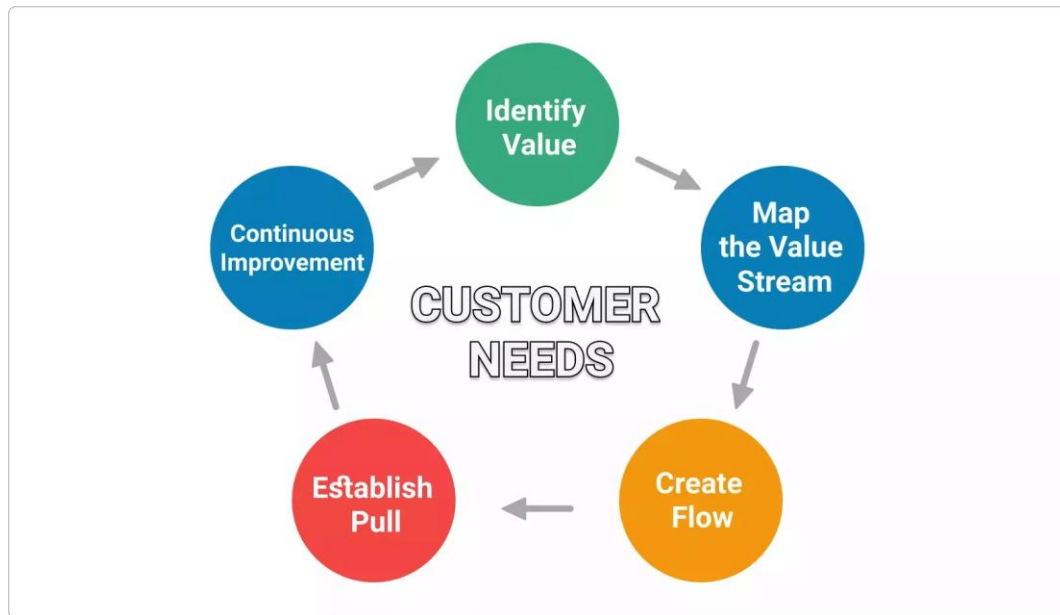 Identify
Value
Map
the Value
Stream
Create
Flow
Establish
Pull
Continuous
Improvement
CUSTOMER
NEEDS